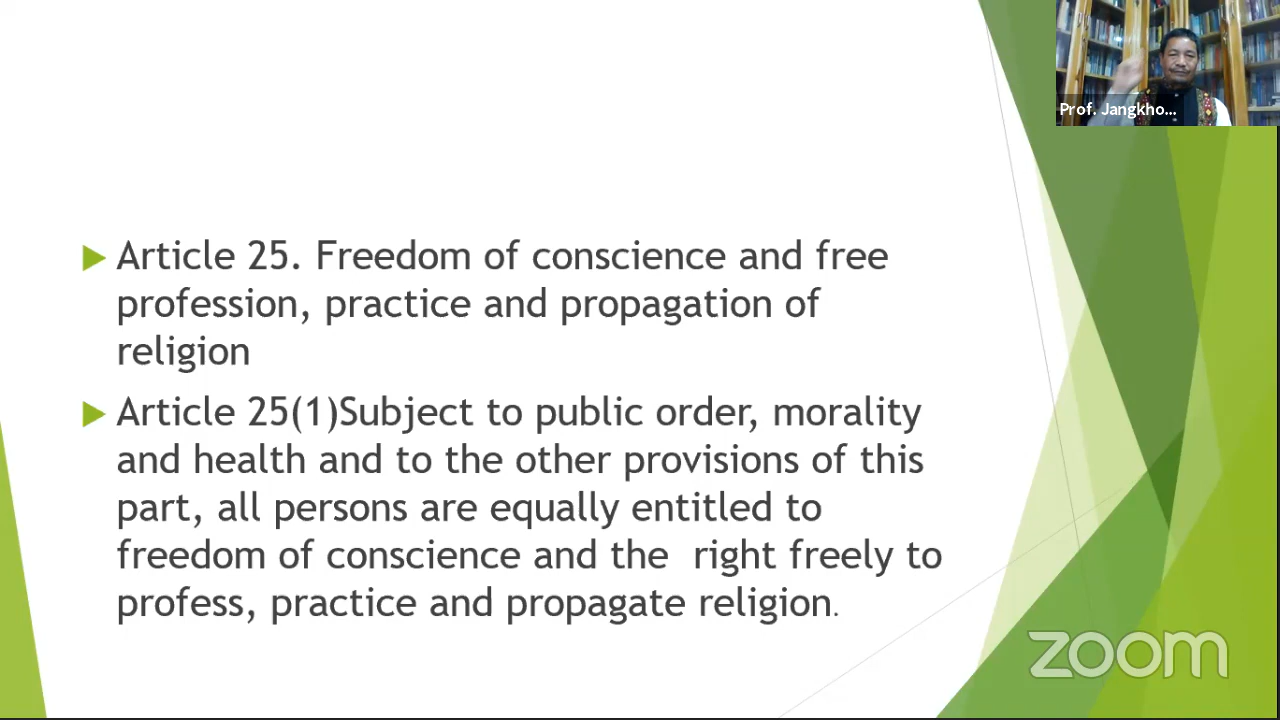 Prof. Jangkho...
Article 25. Freedom of conscience and free
profession, practice and propagation of
religion
Article 25(1)Subject to public order, morality
and health and to the other provisions of this
part, all persons are equally entitled to
freedom of conscience and the  right freely to
profess, practice and propagate religion.
zoom